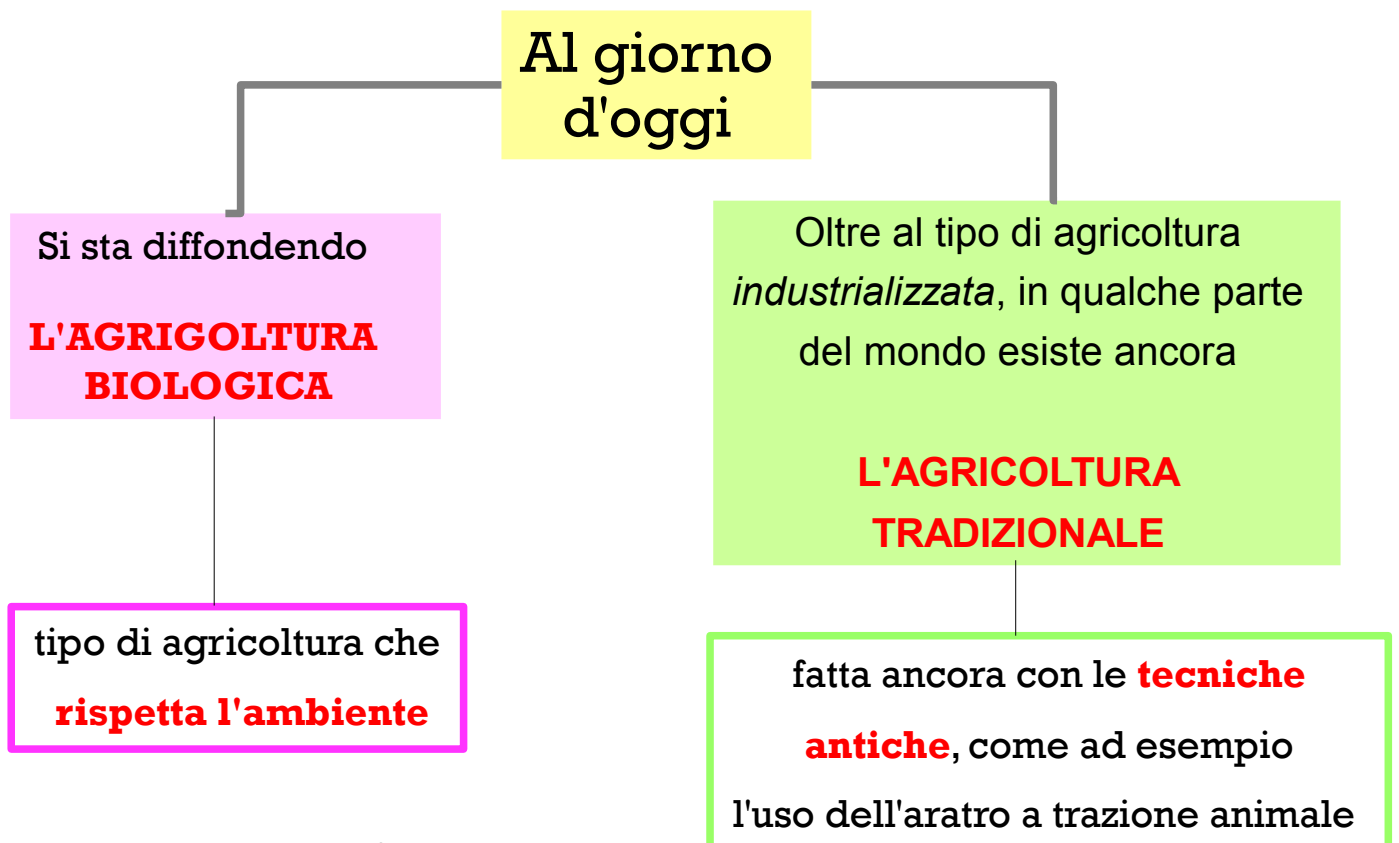 Al giorno
d'oggi
Si sta diffondendo
L'AGRIGOLTURA
BIOLOGICA
tipo di agricoltura che
rispetta l'ambiente
Oltre al tipo di agricoltura
industrializzata, in qualche parte
del mondo esiste ancora
L'AGRICOLTURA
TRADIZIONALE
fatta ancora con le tecniche
antiche, come ad esempio
l'uso dell'aratro a trazione animale